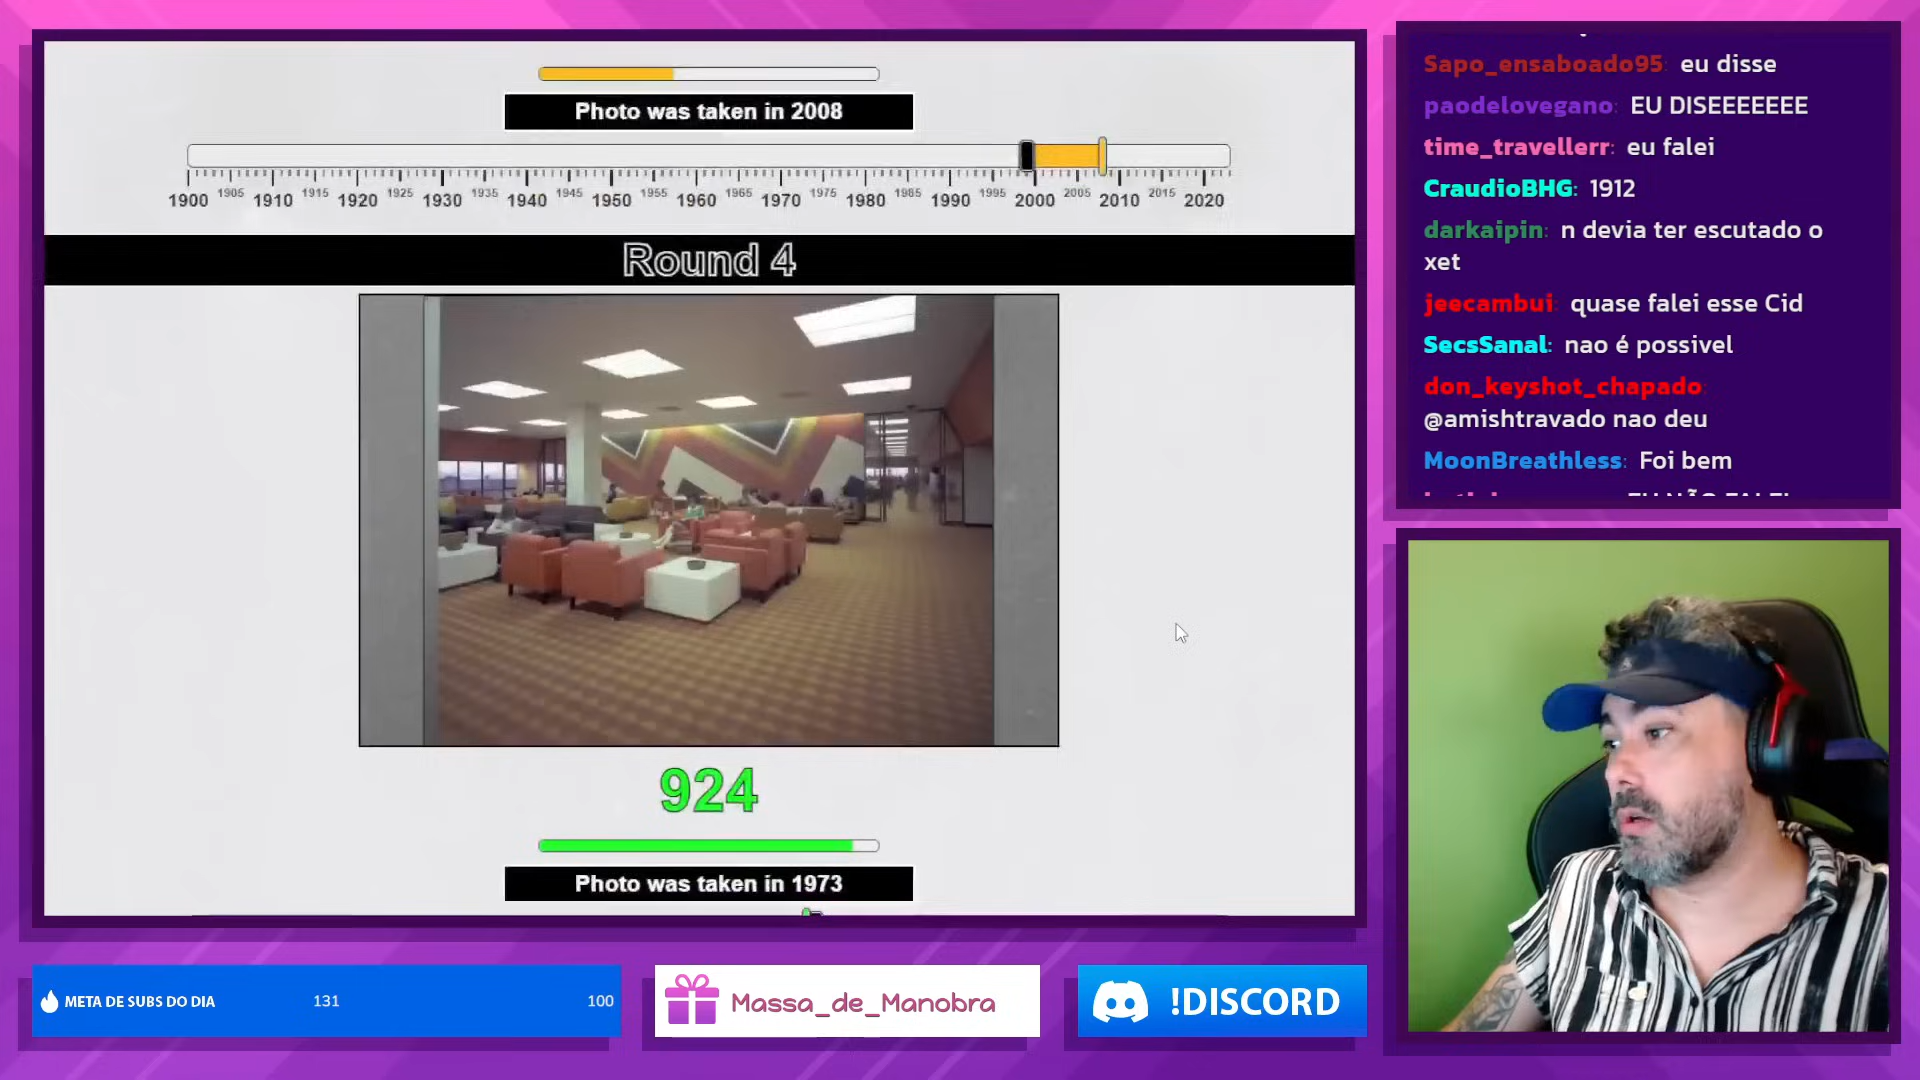 Photo was taken in 2008
1900 1905 1910 1915 1920 1925 1930 1935 1940 1945 1950 1955 1960 1965 1970 1975 1980 1985 1990 1995 2000 2005 2010 2015 2020
Round 4
924
Photo was taken in 1973
Sapo_ensaboado95: eu disse
paodelovegano: EU DISEEEEEEE
time_travellerr: eu falei
CraudioBHG: 1912
darkaipin: n devia ter escutado o
xet
jeecambui: quase falei esse Cid
SecsSanal: nao é possivel
don_keyshot_chapado:
@amishtravado nao deu
MoonBreathless: Foi bem
META DE SUBS DO DIA 131 100
Massa_de_Manobra
!DISCORD